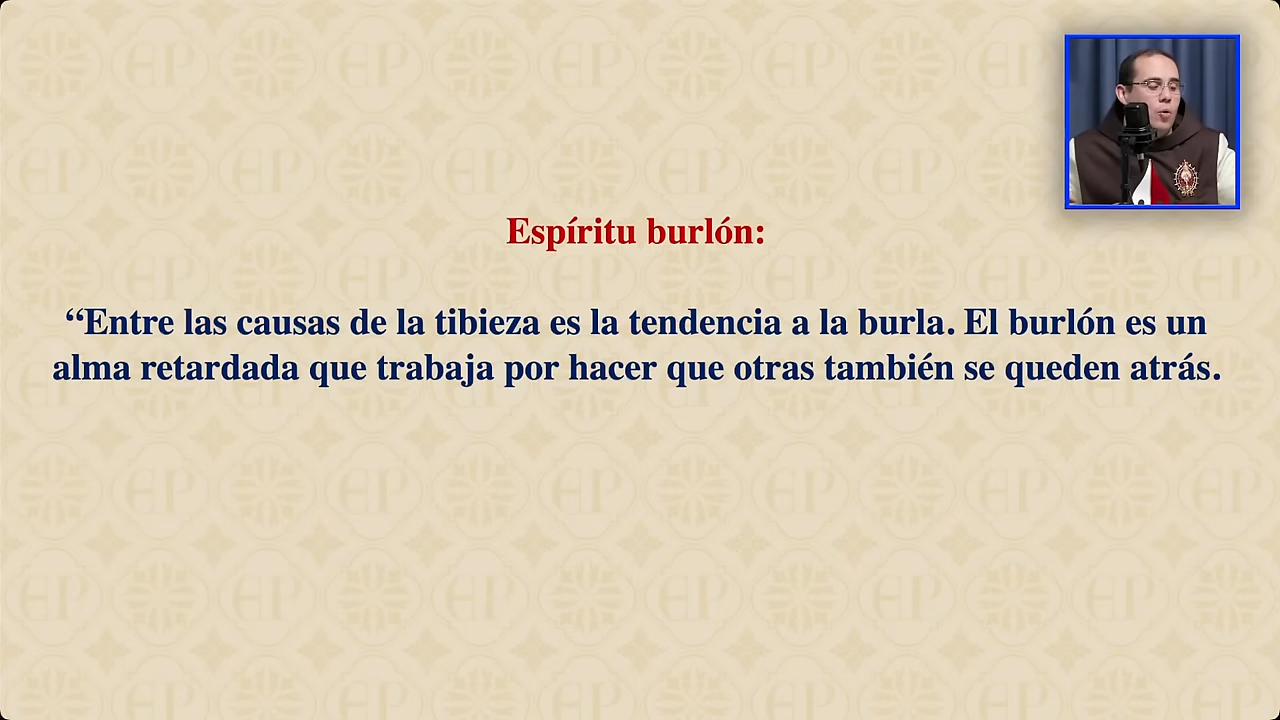 Espíritu burlón:
“Entre las causas de la tibieza es la tendencia a la burla. El burlón es un
alma retardada que trabaja por hacer que otras también se queden atrás.